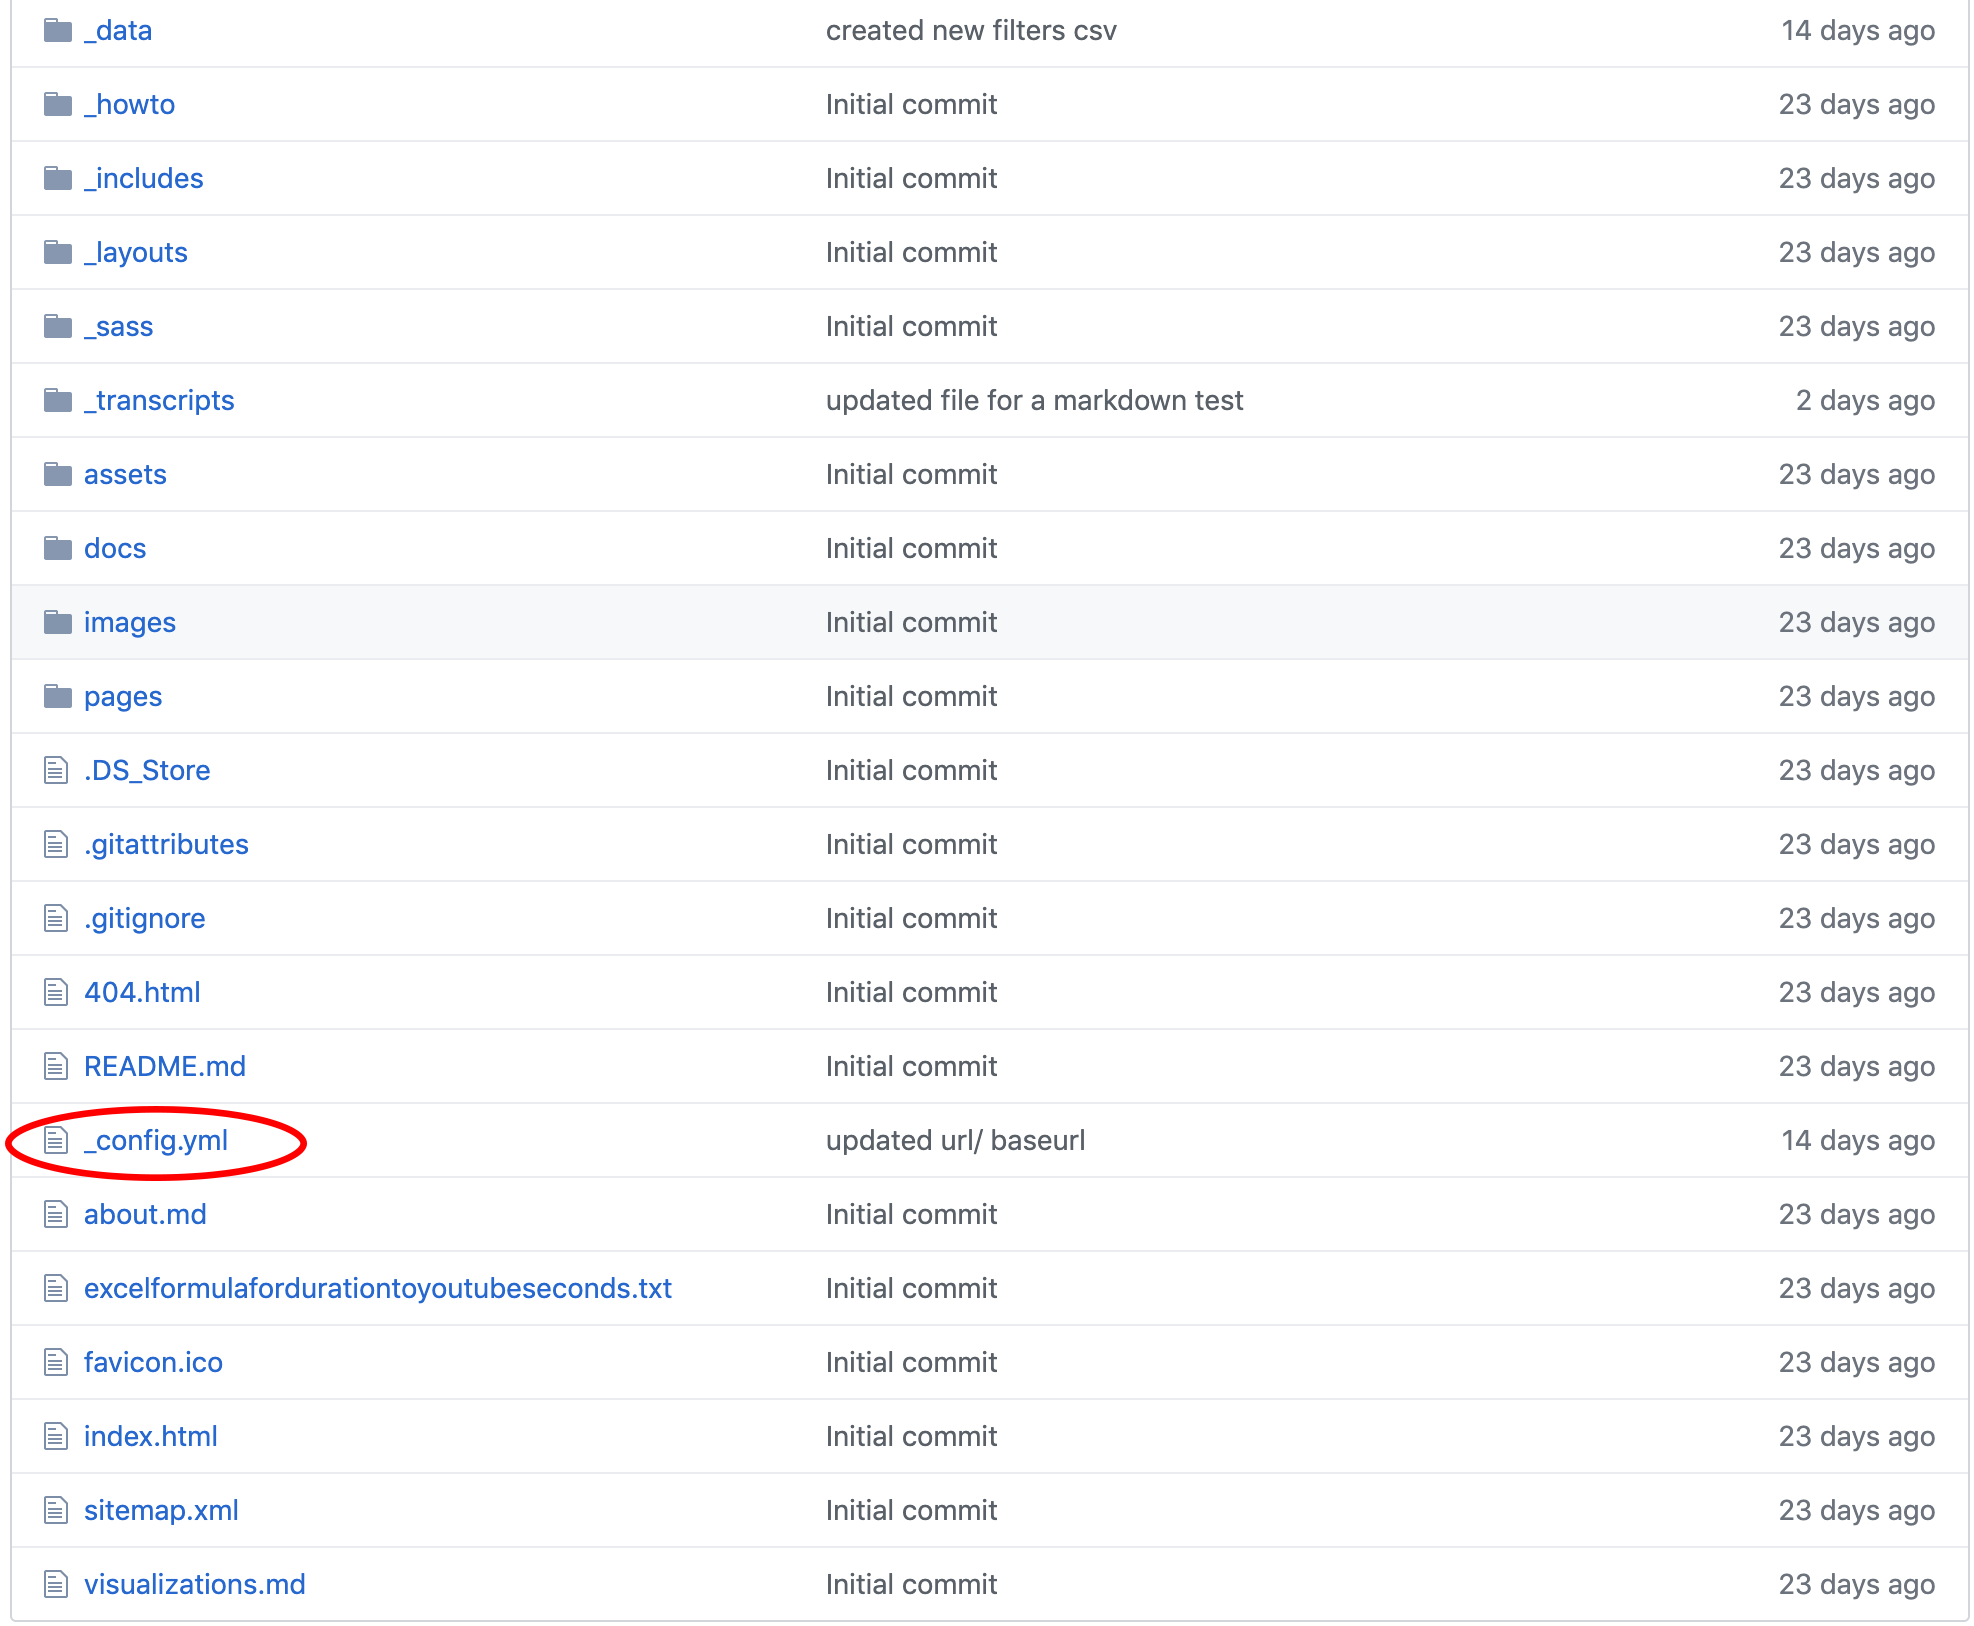 _data created new filters csv 14 days ago
_howto Initial commit 23 days ago
_includes Initial commit 23 days ago
_layouts Initial commit 23 days ago
_sass Initial commit 23 days ago
_transcripts updated file for a markdown test 2 days ago
assets Initial commit 23 days ago
docs Initial commit 23 days ago
images Initial commit 23 days ago
pages Initial commit 23 days ago
.DS_Store Initial commit 23 days ago
.gitattributes Initial commit 23 days ago
.gitignore Initial commit 23 days ago
404.html Initial commit 23 days ago
README.md Initial commit 23 days ago
_config.yml updated url/ baseurl 14 days ago
about.md Initial commit 23 days ago
excelformulafordurationtoyoutubeseconds.txt Initial commit 23 days ago
favicon.ico Initial commit 23 days ago
index.html Initial commit 23 days ago
sitemap.xml Initial commit 23 days ago
visualizations.md Initial commit 23 days ago